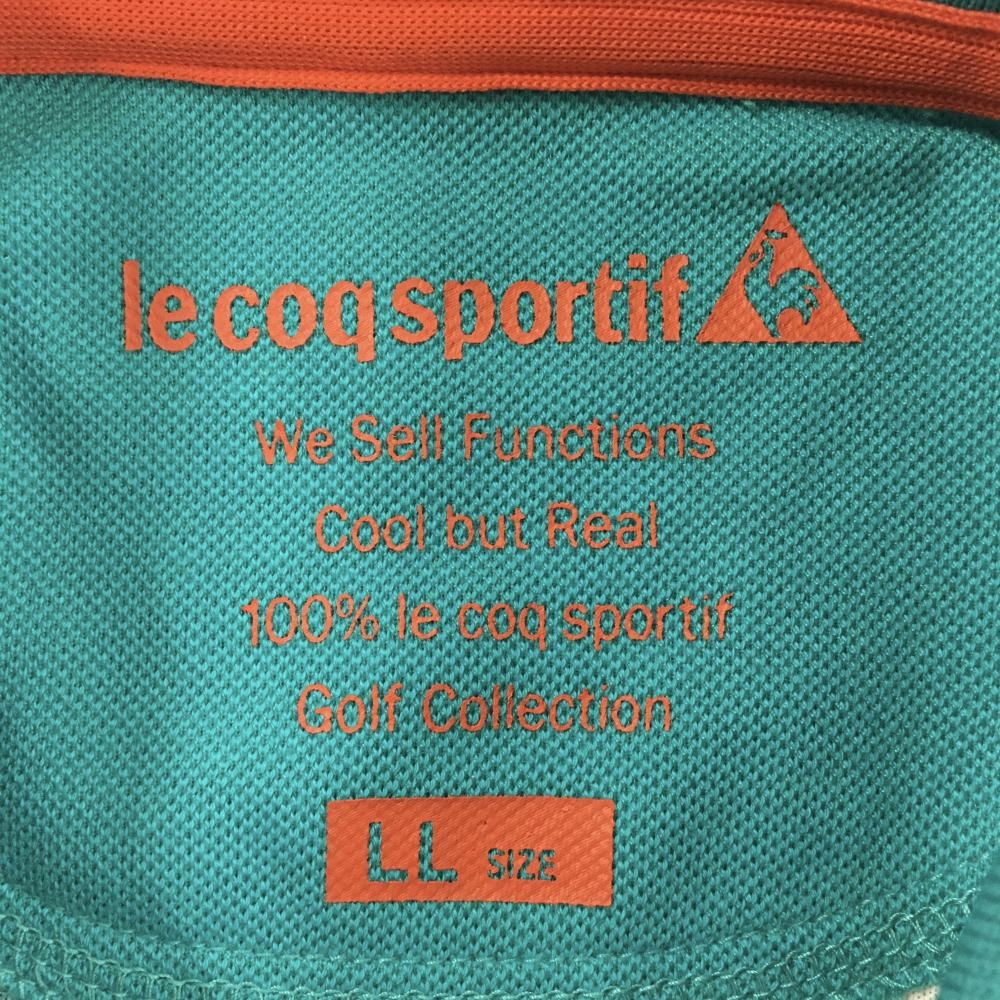 le coq sportif
We Sell Functions
Cool but Real
100% le coq sportif
Golf Collection
LL SIZE